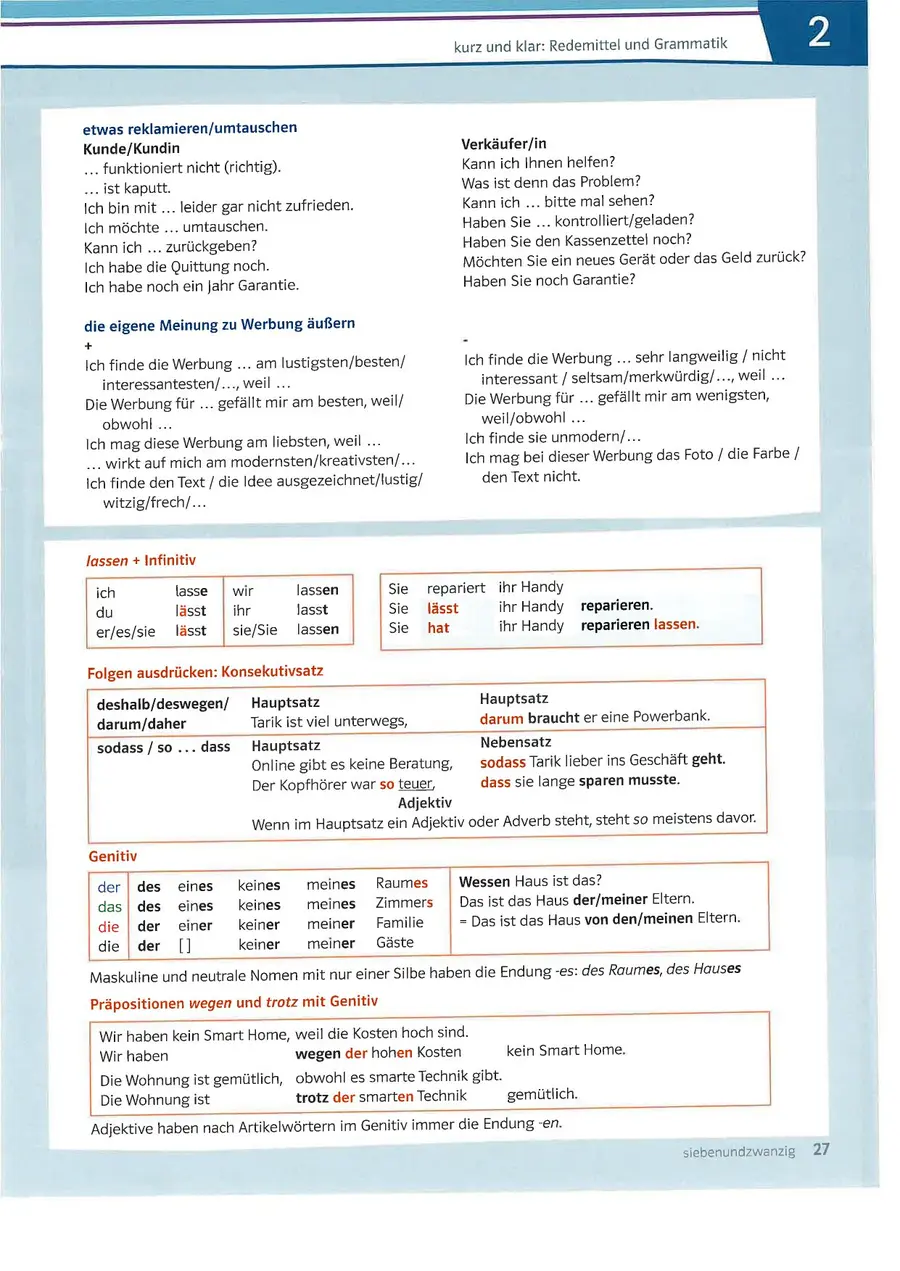 kurz und klar: Redemittel und Grammatik
2
etwas reklamieren/umtauschen
Kunde/Kundin
... funktioniert nicht (richtig).
... ist kaputt.
Ich bin mit ... leider gar nicht zufrieden.
Ich möchte ... umtauschen.
Kann ich ... zurückgeben?
Ich habe die Quittung noch.
Ich habe noch ein Jahr Garantie.
Verkäufer/in
Kann ich Ihnen helfen?
Was ist denn das Problem?
Kann ich ... bitte mal sehen?
Haben Sie ... kontrolliert/geladen?
Haben Sie den Kassenzettel noch?
Möchten Sie ein neues Gerät oder das Geld zurück?
Haben Sie noch Garantie?
die eigene Meinung zu Werbung äußern
+
Ich finde die Werbung ... am lustigsten/besten/
interessantesten/..., weil ...
Die Werbung für ... gefällt mir am besten, weil/
obwohl ...
Ich mag diese Werbung am liebsten, weil ...
... wirkt auf mich am modernsten/kreativsten/...
Ich finde den Text / die Idee ausgezeichnet/lustig/
witzig/frech/...
-
Ich finde die Werbung ... sehr langweilig / nicht
interessant / seltsam/merkwürdig/..., weil ...
Die Werbung für ... gefällt mir am wenigsten,
weil/obwohl ...
Ich finde sie unmodern/...
Ich mag bei dieser Werbung das Foto / die Farbe /
den Text nicht.
lassen + Infinitiv
ich lasse wir lassen
du lässt ihr lasst
er/es/sie lässt sie/Sie lassen
Sie repariert ihr Handy
Sie lässt ihr Handy reparieren.
Sie hat ihr Handy reparieren lassen.
Folgen ausdrücken: Konsekutivsatz
deshalb/deswegen/ Hauptsatz Hauptsatz
darum/daher Tarik ist viel unterwegs, darum braucht er eine Powerbank.
sodass / so ... dass Hauptsatz Nebensatz
Online gibt es keine Beratung, sodass Tarik lieber ins Geschäft geht.
Der Kopfhörer war so teuer, dass sie lange sparen musste.
Adjektiv
Wenn im Hauptsatz ein Adjektiv oder Adverb steht, steht so meistens davor.
Genitiv
der des eines keines meines Raumes
das des eines keines meines Zimmers
die der einer keiner meiner Familie
die der [ ] keiner meiner Gäste
Wessen Haus ist das?
Das ist das Haus der/meiner Eltern.
= Das ist das Haus von den/meinen Eltern.
Maskuline und neutrale Nomen mit nur einer Silbe haben die Endung -es: des Raumes, des Hauses
Präpositionen wegen und trotz mit Genitiv
Wir haben kein Smart Home, weil die Kosten hoch sind.
Wir haben wegen der hohen Kosten kein Smart Home.
Die Wohnung ist gemütlich, obwohl es smarte Technik gibt.
Die Wohnung ist trotz der smarten Technik gemütlich.
Adjektive haben nach Artikelwörtern im Genitiv immer die Endung -en.
siebenundzwanzig 27